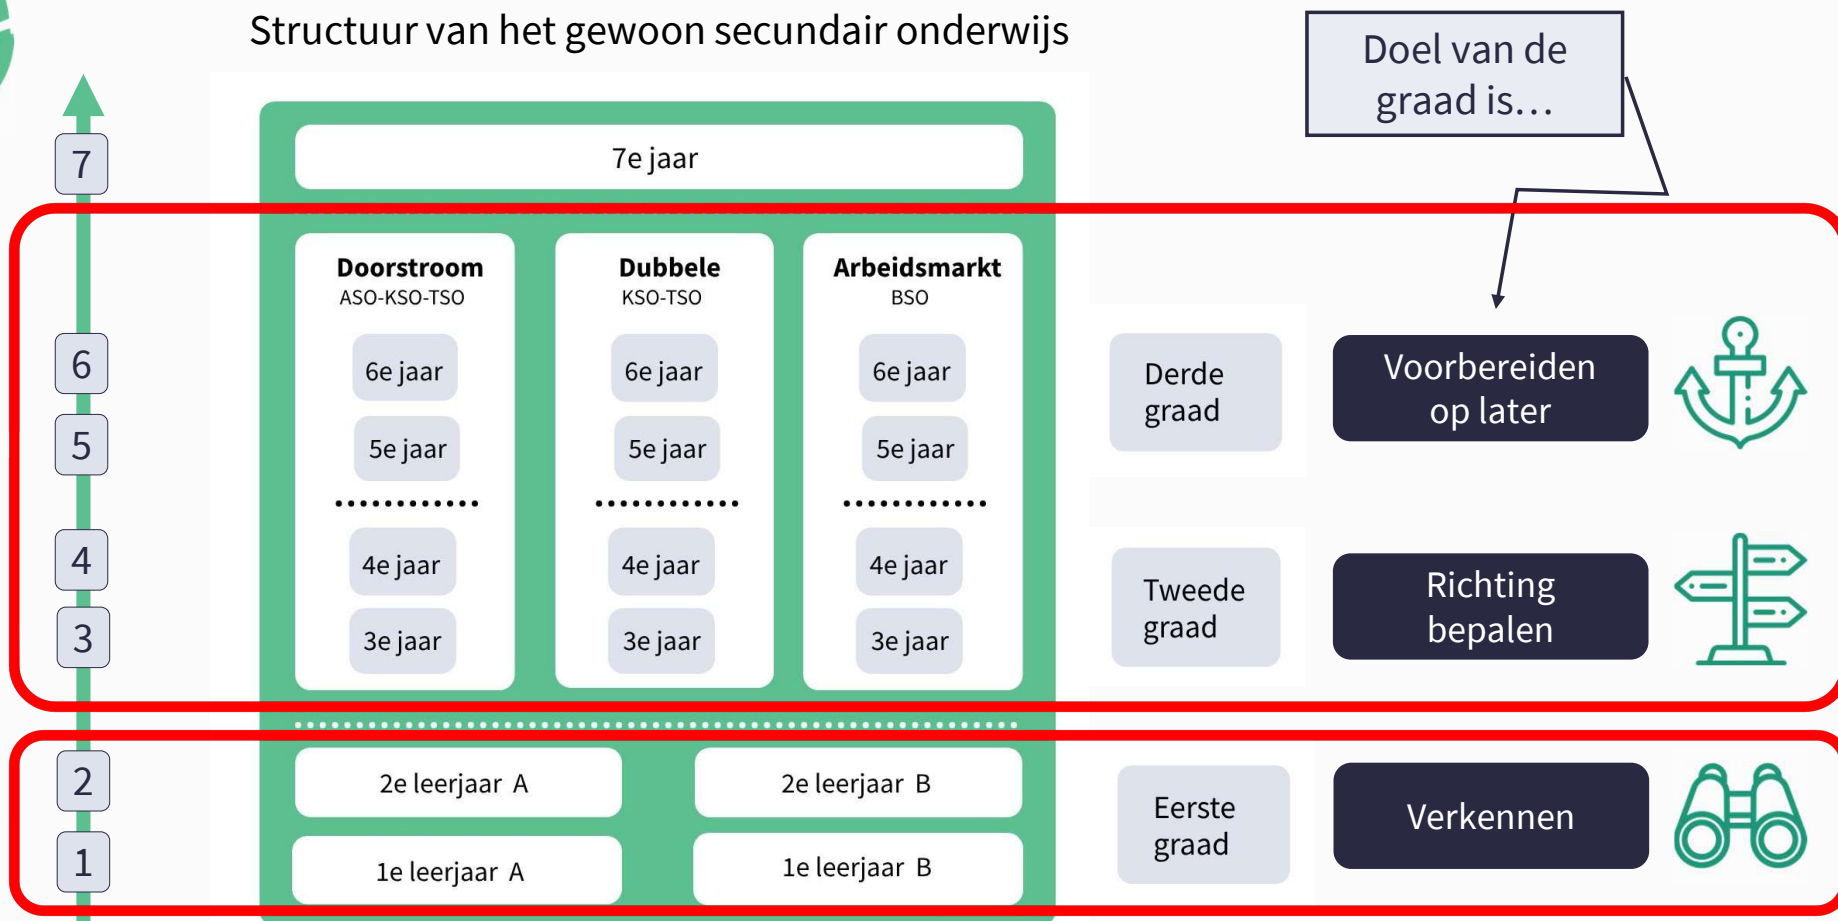 Structuur van het gewoon secundair onderwijs
Doel van de
graad is...
7
7e jaar
Doorstroom
ASO-KSO-TSO
Dubbele
KSO-TSO
Arbeidsmarkt
BSO
6
6e jaar
6e jaar
6e jaar
Derde
graad
Voorbereiden
op later
5
5e jaar
5e jaar
5e jaar
4
4e jaar
4e jaar
4e jaar
Tweede
graad
Richting
bepalen
3
3e jaar
3e jaar
3e jaar
2
2e leerjaar A
2e leerjaar B
Eerste
graad
Verkennen
1
1e leerjaar A
1e leerjaar B